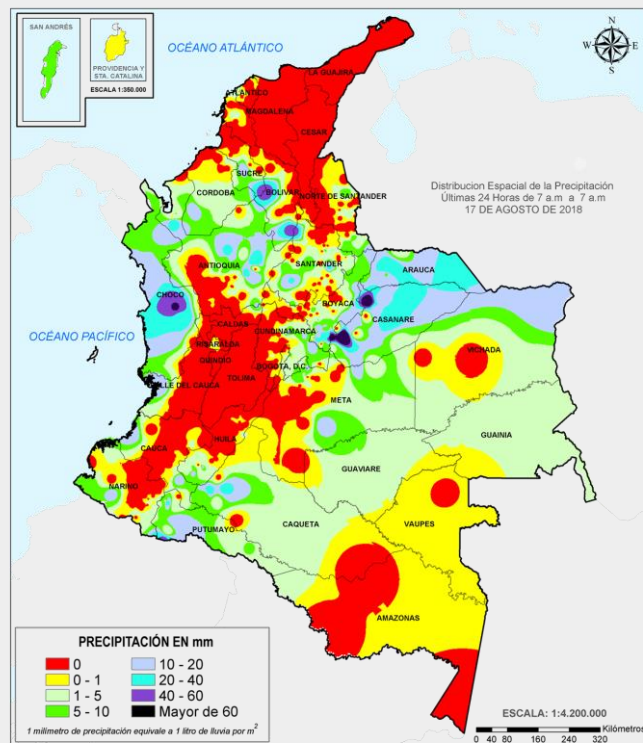 SAN ANDRÉS
PROVIDENCIA Y
STA. CATALINA
ESCALA 1:350.000
OCÉANO ATLÁNTICO
N
W E
S
LA GUAJIRA
ATLANTICO
MAGDALENA
CESAR
SUCRE
CORDOBA
BOLIVAR
NORTE DE SANTANDER
Distribucion Espacial de la Precipitación
Últimas 24 Horas de 7 a.m a 7 a.m
17 DE AGOSTO DE 2018
ANTIOQUIA
SANTANDER
ARAUCA
CHOCO
BOYACA
CASANARE
OCÉANO PACÍFICO
CALDAS
CUNDINAMARCA
RISARALDA
VICHADA
QUINDIO
BOGOTA, D.C.
VALLE DEL CAUCA
TOLIMA
META
GUAINIA
CAUCA
HUILA
GUAVIARE
NARIÑO
CAQUETA
VAUPES
PUTUMAYO
AMAZONAS
PRECIPITACIÓN EN mm
0 10 - 20
0 - 1 20 - 40
1 - 5 40 - 60
5 - 10 Mayor de 60
1 milimetro de precipitación equivale a 1 litro de lluvia por m2
ESCALA: 1:4.200.000
Kilómetros
0 40 80 160 240 320